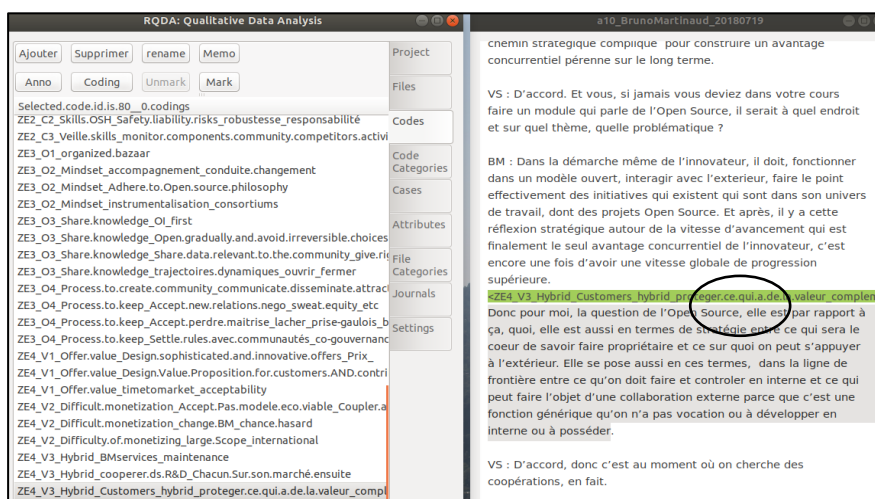 RQDA: Qualitative Data Analysis
Ajouter Supprimer rename Memo
Anno Coding Unmark Mark
Selected.code.id.is.80__0.codings
ZE2_C2_Skills.OSH_Safety.liability.risks_robustesse_responsabilité
ZE2_C3_Veille.skills_monitor.components.community.competitors.activi
ZE3_O1_organized.bazaar
ZE3_O2_Mindset_accompagnement_conduite.changement
ZE3_O2_Mindset_Adhere.to.Open.source.philosophy
ZE3_O2_Mindset_instrumentalisation_consortiums
ZE3_O3_Share.knowledge_OI_first
ZE3_O3_Share.knowledge_Open.gradually.and.avoid.irreversible.choices
ZE3_O3_Share.knowledge_Share.data.relevant.to.the.community_give.rig
ZE3_O3_Share.knowledge_trajectoires.dynamiques_ouvrir_fermer
ZE3_O4_Process.to.create.community_communicate.disseminate.attract
ZE3_O4_Process.to.keep_Accept.new.relations.nego_sweat.equity_etc
ZE3_O4_Process.to.keep_Accept.perdre.maitrise_lacher_prise-gaulois_b
ZE3_O4_Process.to.keep_Settle.rules.avec.communautés_co-gouvernanc
ZE4_V1_Offer.value_Design.sophisticated.and.innovative.offers_Prix_
ZE4_V1_Offer.value_Design.Value.Proposition.for.customers.AND.contri
ZE4_V1_Offer.value_timetomarket_acceptability
ZE4_V2_Difficult.monetization_Accept.Pas.modele.eco.viable_Coupler.a
ZE4_V2_Difficult.monetization_change.BM_chance.hasard
ZE4_V2_Difficulty.of.monetizing_large.Scope_international
ZE4_V3_Hybrid_BMservices_maintenance
ZE4_V3_Hybrid_cooperer.ds.R&D_Chacun.Sur.son.marché.ensuite
ZE4_V3_Hybrid_Customers_hybrid_proteger.ce.qui.a.de.la.valeur_compl
Project
Files
Codes
Code
Categories
Cases
Attributes
File
Categories
Journals
Settings
a10_BrunoMartinaud_20180719
chemin stratégique compliqué pour construire un avantage
concurrentiel pérenne sur le long terme.
VS : D’accord. Et vous, si jamais vous deviez dans votre cours
faire un module qui parle de l’Open Source, il serait à quel endroit
et sur quel thème, quelle problématique ?
BM : Dans la démarche même de l’innovateur, il doit, fonctionner
dans un modèle ouvert, interagir avec l’exterieur, faire le point
effectivement des initiatives qui existent qui sont dans son univers
de travail, dont des projets Open Source. Et après, il y a cette
réflexion stratégique autour de la vitesse d’avancement qui est
finalement le seul avantage concurrentiel de l’innovateur, c’est
encore une fois d’avoir une vitesse globale de progression
supérieure.
<ZE4_V3_Hybrid_Customers_hybrid_proteger.ce.qui.a.de.la.valeur_complem
Donc pour moi, la question de l’Open Source, elle est par rapport à
ça, quoi, elle est aussi en termes de stratégie entre ce qui sera le
coeur de savoir faire propriétaire et ce sur quoi on peut s’appuyer
à l’extérieur. Elle se pose aussi en ces termes, dans la ligne de
frontière entre ce qu’on doit faire et controler en interne et ce qui
peut faire l’objet d’une collaboration externe parce que c’est une
fonction générique qu’on n’a pas vocation ou à développer en
interne ou à posséder.
VS : D’accord, donc c’est au moment où on cherche des
coopérations, en fait.